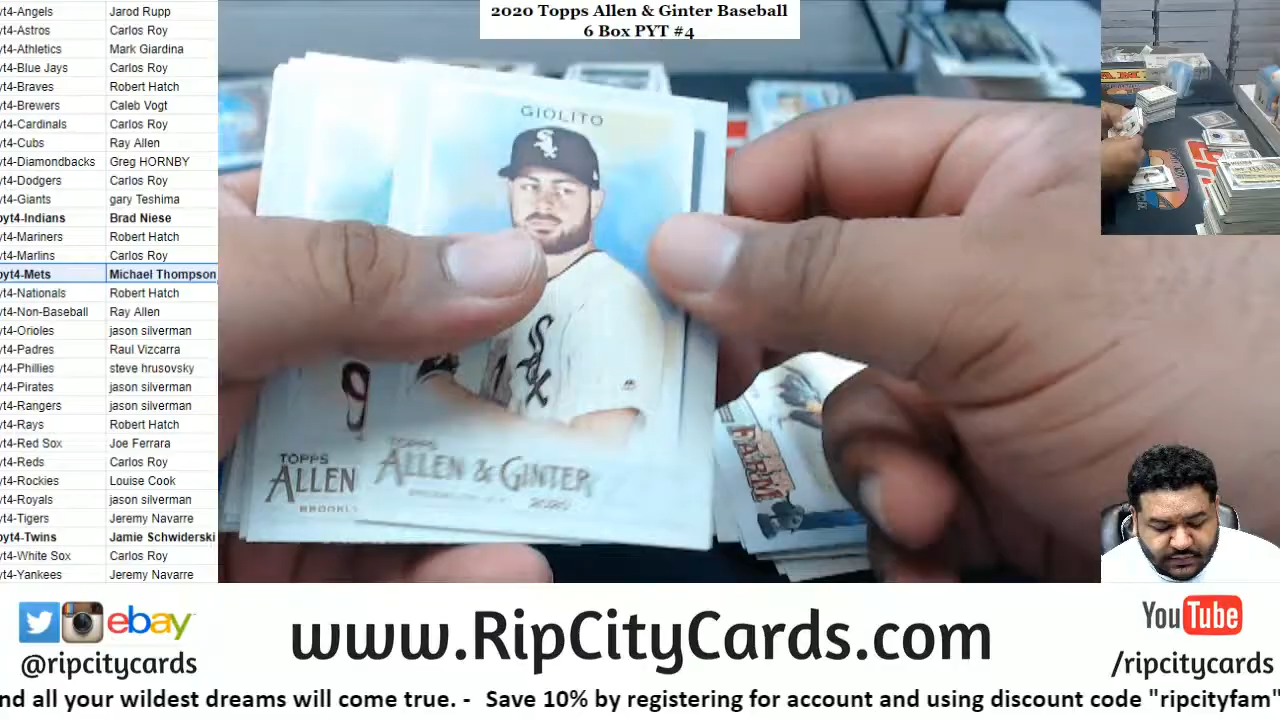 2020 Topps Allen & Ginter Baseball
6 Box PYT #4
yt4-Angels Jarod Rupp
yt4-Astros Carlos Roy
yt4-Athletics Mark Giardina
yt4-Blue Jays Carlos Roy
yt4-Braves Robert Hatch
yt4-Brewers Caleb Vogt
yt4-Cardinals Carlos Roy
yt4-Cubs Ray Allen
yt4-Diamondbacks Greg HORNBY
yt4-Dodgers Carlos Roy
yt4-Giants gary Teshima
pyt4-Indians Brad Niese
yt4-Mariners Robert Hatch
yt4-Marlins Carlos Roy
pyt4-Mets Michael Thompson
yt4-Nationals Robert Hatch
yt4-Non-Baseball Ray Allen
yt4-Orioles jason silverman
yt4-Padres Raul Vizcarra
yt4-Phillies steve hrusovsky
yt4-Pirates jason silverman
yt4-Rangers jason silverman
yt4-Rays Robert Hatch
yt4-Red Sox Joe Ferrara
yt4-Reds Carlos Roy
yt4-Rockies Louise Cook
yt4-Royals jason silverman
yt4-Tigers Jeremy Navarre
pyt4-Twins Jamie Schwiderski
yt4-White Sox Carlos Roy
yt4-Yankees Jeremy Navarre
GIOLITO
Sox
9
TOPPS
ALLEN & GINTER
2020
TOPPS
ALLEN
BROOKL
FARM
ebay
@ripcitycards
www.RipCityCards.com
YouTube
/ripcitycards
nd all your wildest dreams will come true. - Save 10% by registering for account and using discount code "ripcityfam"